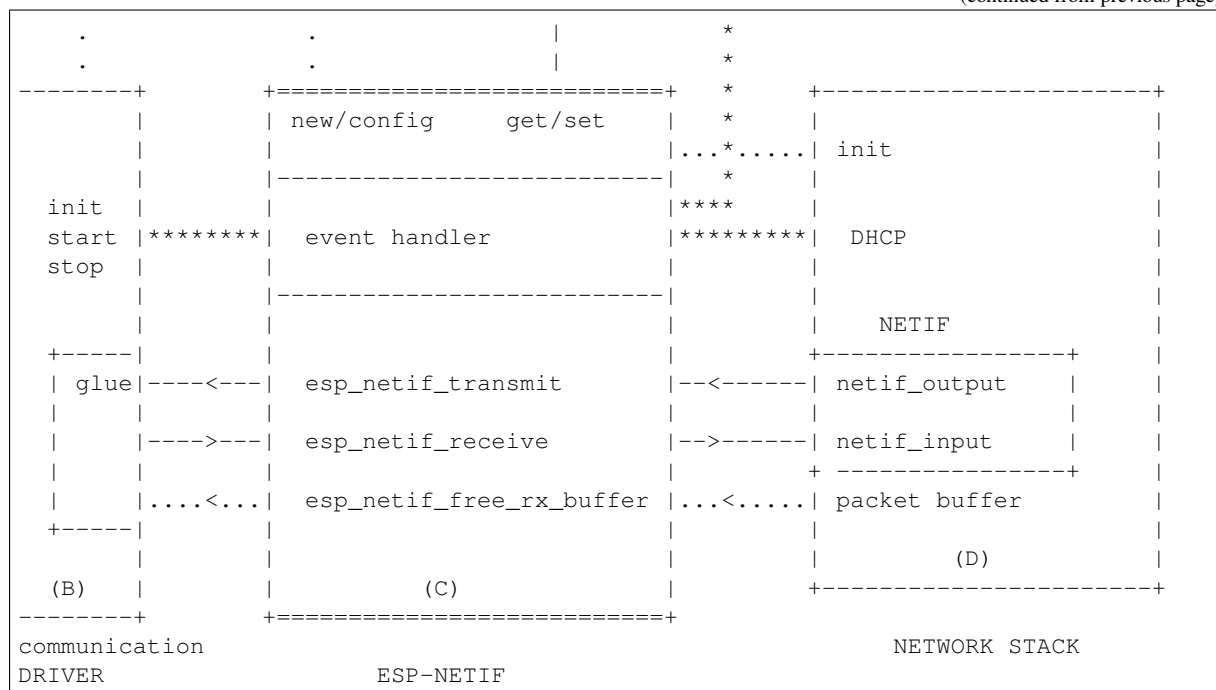 (continued from previous page)
.                .                |           *
.                .                |           *
--------+        +===========================+   *     +-----------------------+
        |        | new/config     get/set    |   *     |                       |
        |        |                           |...*.....| init                  |
        |        |---------------------------|   *     |                       |
  init  |        |                           |****     |                       |
  start |********|  event handler            |*********|  DHCP                 |
  stop  |        |                           |         |                       |
        |        |---------------------------|         |                       |
        |        |                           |         |    NETIF              |
  +-----|        |                           |         +-----------------+     |
  | glue|----<---|  esp_netif_transmit       |--<------| netif_output    |     |
  |     |        |                           |         |                 |     |
  |     |---->---|  esp_netif_receive        |-->------| netif_input     |     |
  |     |        |                           |         + ----------------+     |
  |     |....<...|  esp_netif_free_rx_buffer |...<.....| packet buffer         |
  +-----|        |                           |         |                       |
        |        |                           |         |         (D)           |
  (B)   |        |          (C)              |         +-----------------------+
--------+        +===========================+
communication                                                NETWORK STACK
DRIVER                   ESP-NETIF